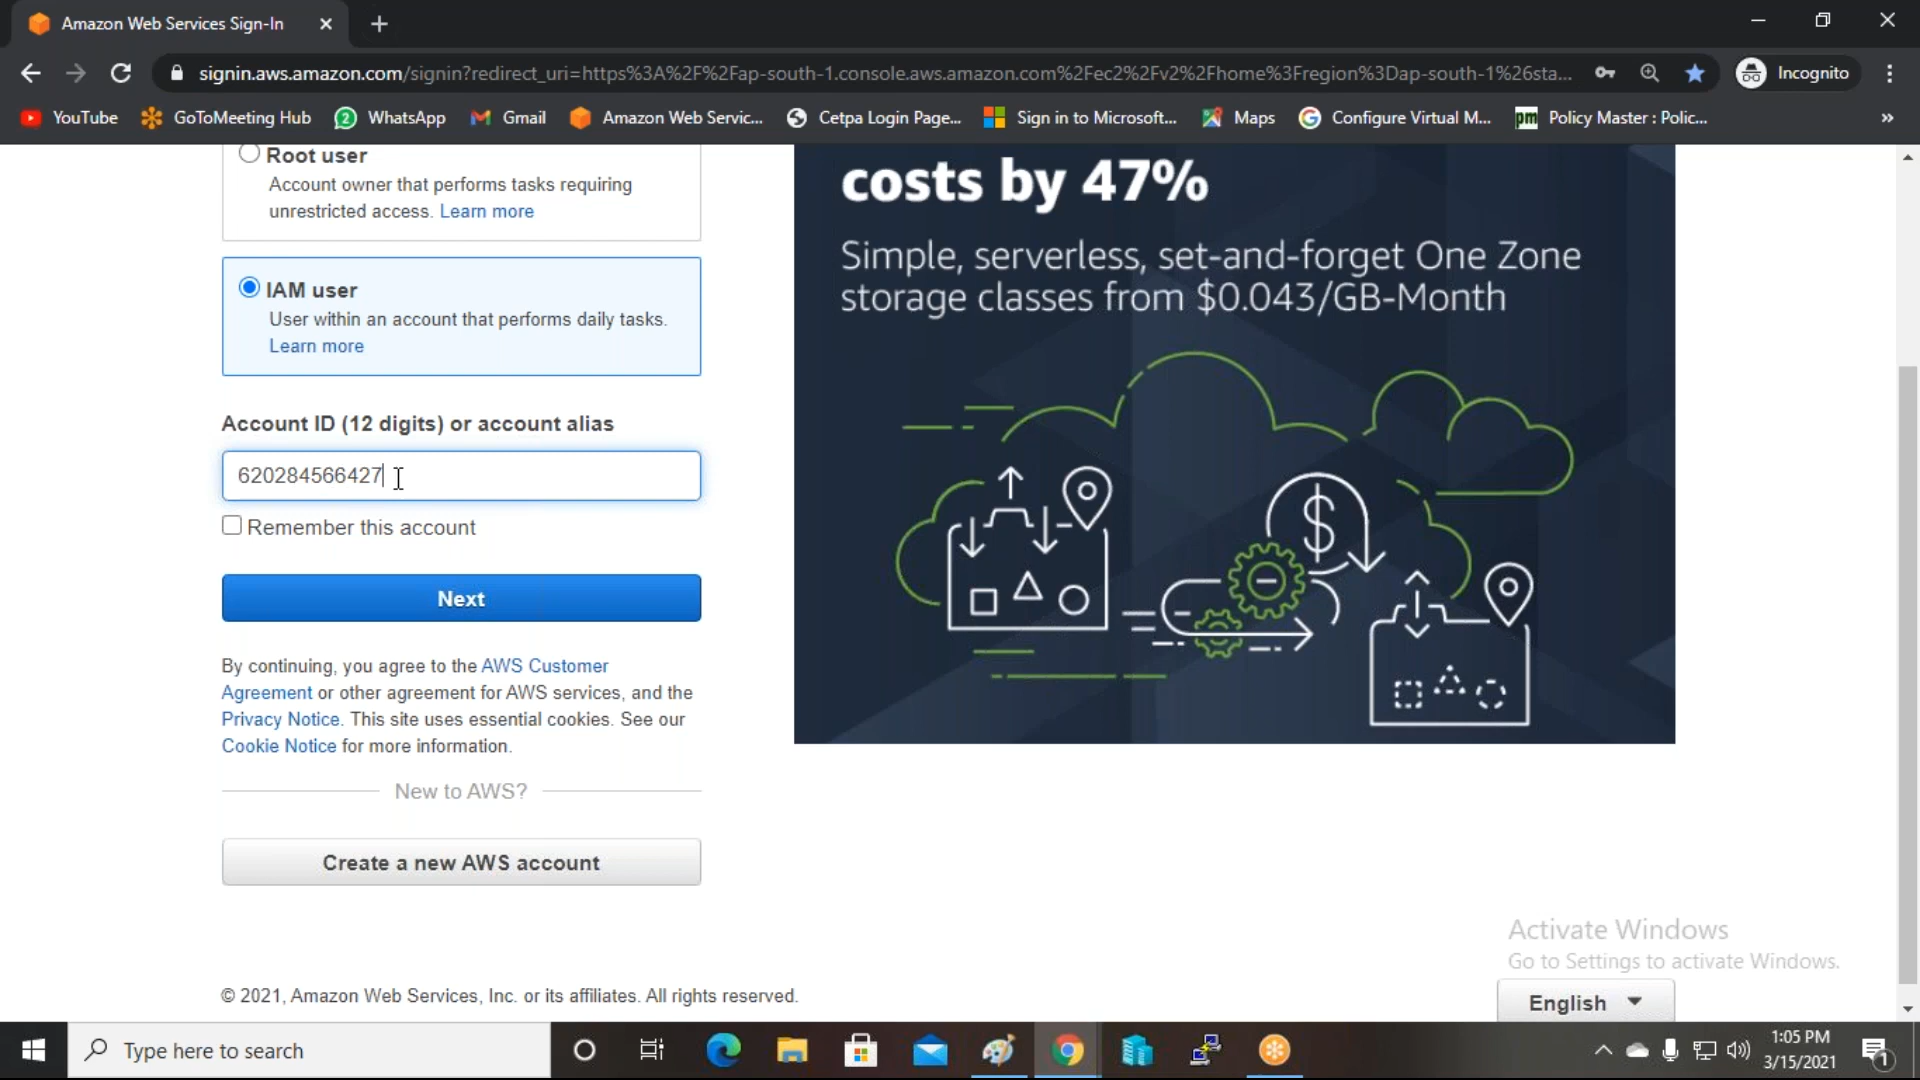 Amazon Web Services Sign-In
signin.aws.amazon.com/signin?redirect_uri=https%3A%2F%2Fap-south-1.console.aws.amazon.com%2Fec2%2Fv2%2Fhome%3Fregion%3Dap-south-1%26sta...
Incognito
YouTube
GoToMeeting Hub
2
WhatsApp
Gmail
Amazon Web Servic...
Cetpa Login Page...
Sign in to Microsoft...
Maps
Configure Virtual M...
pm
Policy Master : Polic...
»
Root user
Account owner that performs tasks requiring
unrestricted access. Learn more
IAM user
User within an account that performs daily tasks.
Learn more
Account ID (12 digits) or account alias
620284566427
Remember this account
Next
By continuing, you agree to the AWS Customer
Agreement or other agreement for AWS services, and the
Privacy Notice. This site uses essential cookies. See our
Cookie Notice for more information.
New to AWS?
Create a new AWS account
© 2021, Amazon Web Services, Inc. or its affiliates. All rights reserved.
costs by 47%
Simple, serverless, set-and-forget One Zone
storage classes from $0.043/GB-Month
$
Activate Windows
Go to Settings to activate Windows.
English
Type here to search
1:05 PM
3/15/2021
1